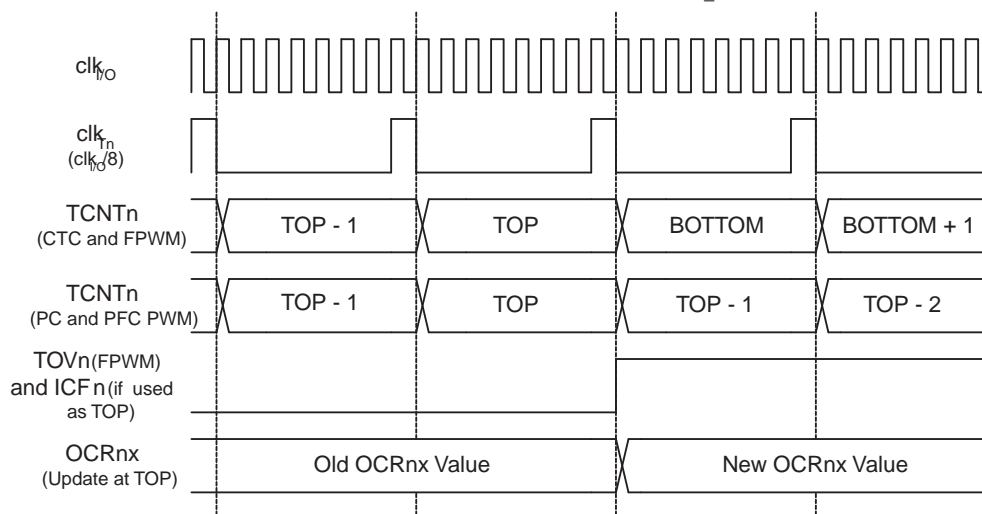 clkI/O
clkTn
(clkI/O/8)
TCNTn
(CTC and FPWM)
TOP - 1
TOP
BOTTOM
BOTTOM + 1
TCNTn
(PC and PFC PWM)
TOP - 1
TOP
TOP - 1
TOP - 2
TOVn (FPWM)
and ICFn (if used
as TOP)
OCRnx
(Update at TOP)
Old OCRnx Value
New OCRnx Value